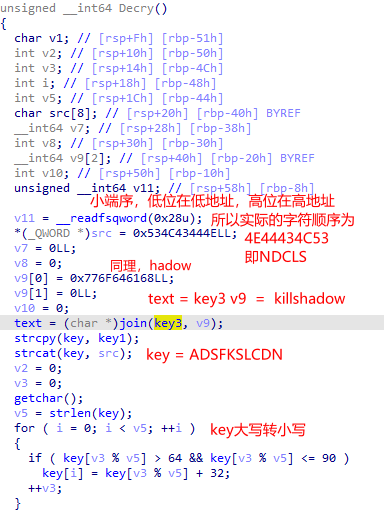 unsigned __int64 Decry()
{
char v1; // [rsp+Fh] [rbp-51h]
int v2; // [rsp+10h] [rbp-50h]
int v3; // [rsp+14h] [rbp-4Ch]
int i; // [rsp+18h] [rbp-48h]
int v5; // [rsp+1Ch] [rbp-44h]
char src[8]; // [rsp+20h] [rbp-40h] BYREF
__int64 v7; // [rsp+28h] [rbp-38h]
int v8; // [rsp+30h] [rbp-30h]
__int64 v9[2]; // [rsp+40h] [rbp-20h] BYREF
int v10; // [rsp+50h] [rbp-10h]
unsigned __int64 v11; // [rsp+58h] [rbp-8h]
小端序，低位在低地址，高位在高地址
v11 = __readfsqword(0x28u); 所以实际的字符顺序为
*(_QWORD *)src = 0x534C43444ELL; 4E44434C53
v7 = 0LL; 即NDCLS
v8 = 0; 同理，hadow
v9[0] = 0x776F646168LL;
v9[1] = 0LL; text = key3 v9 = killshadow
v10 = 0;
text = (char *)join(key3, v9);
strcpy(key, key1);
strcat(key, src); key = ADSFKSLCDN
v2 = 0;
v3 = 0;
getchar();
v5 = strlen(key);
for ( i = 0; i < v5; ++i ) key大写转小写
{
if ( key[v3 % v5] > 64 && key[v3 % v5] <= 90 )
key[i] = key[v3 % v5] + 32;
++v3;
}